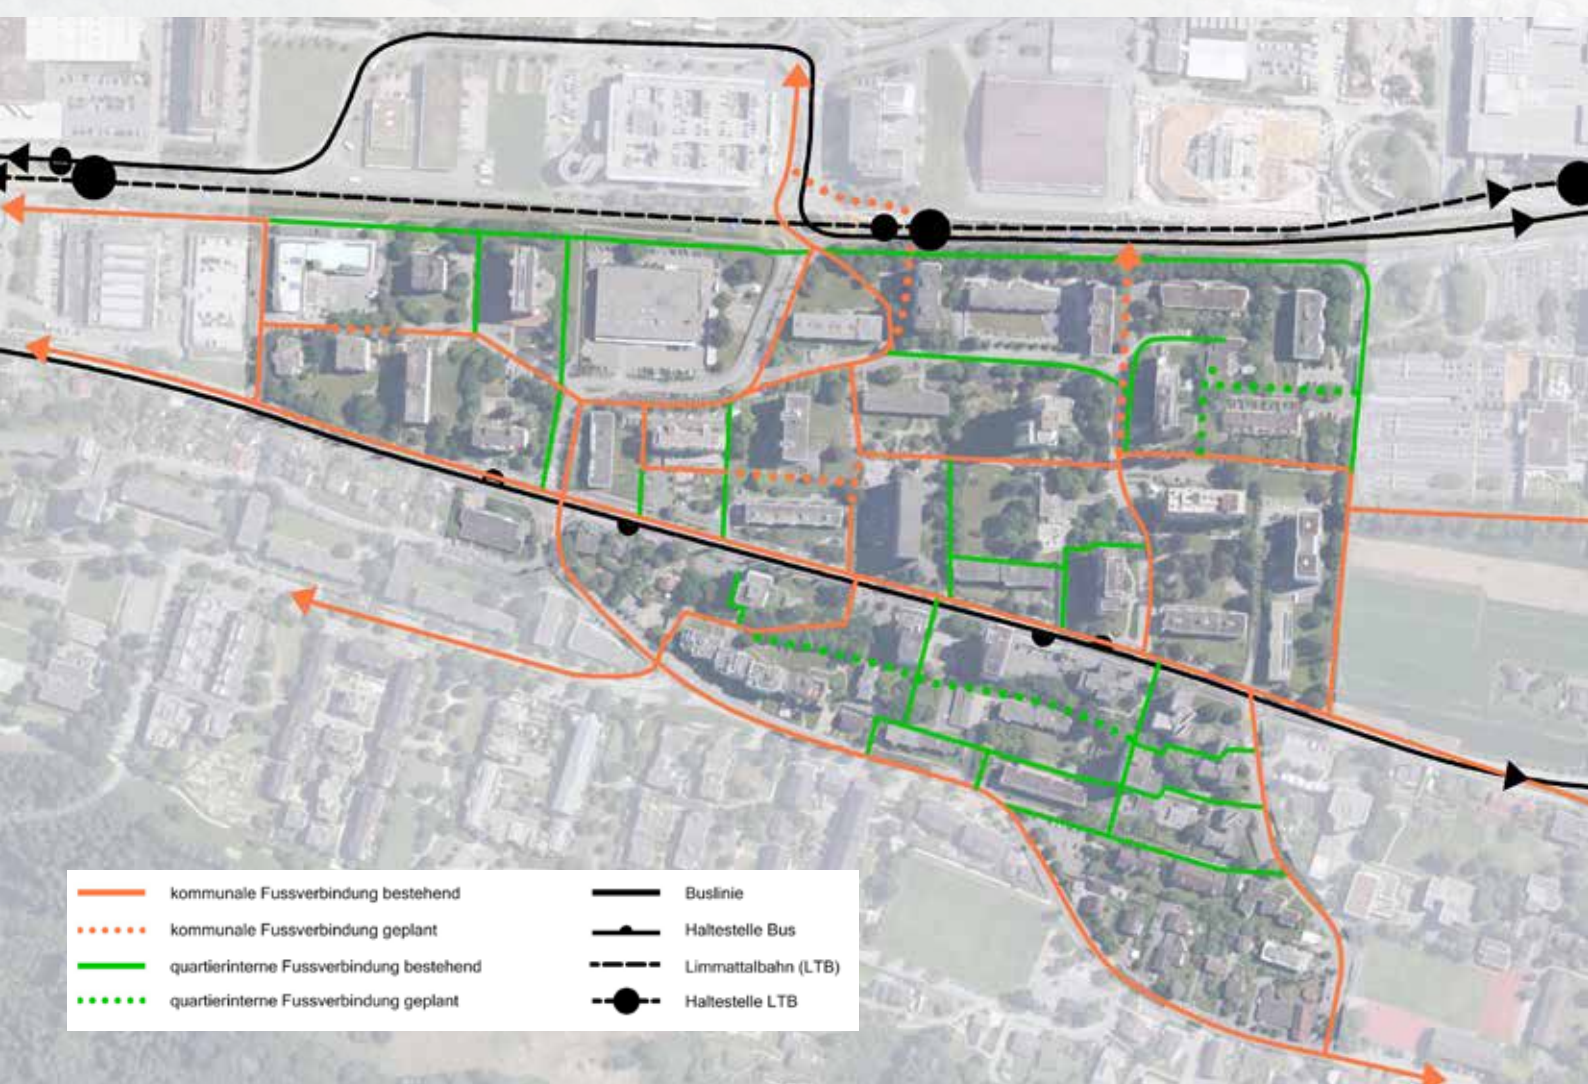 kommunale Fussverbindung bestehend
kommunale Fussverbindung geplant
quartierinterne Fussverbindung bestehend
quartierinterne Fussverbindung geplant
Buslinie
Haltestelle Bus
Limmattalbahn (LTB)
Haltestelle LTB